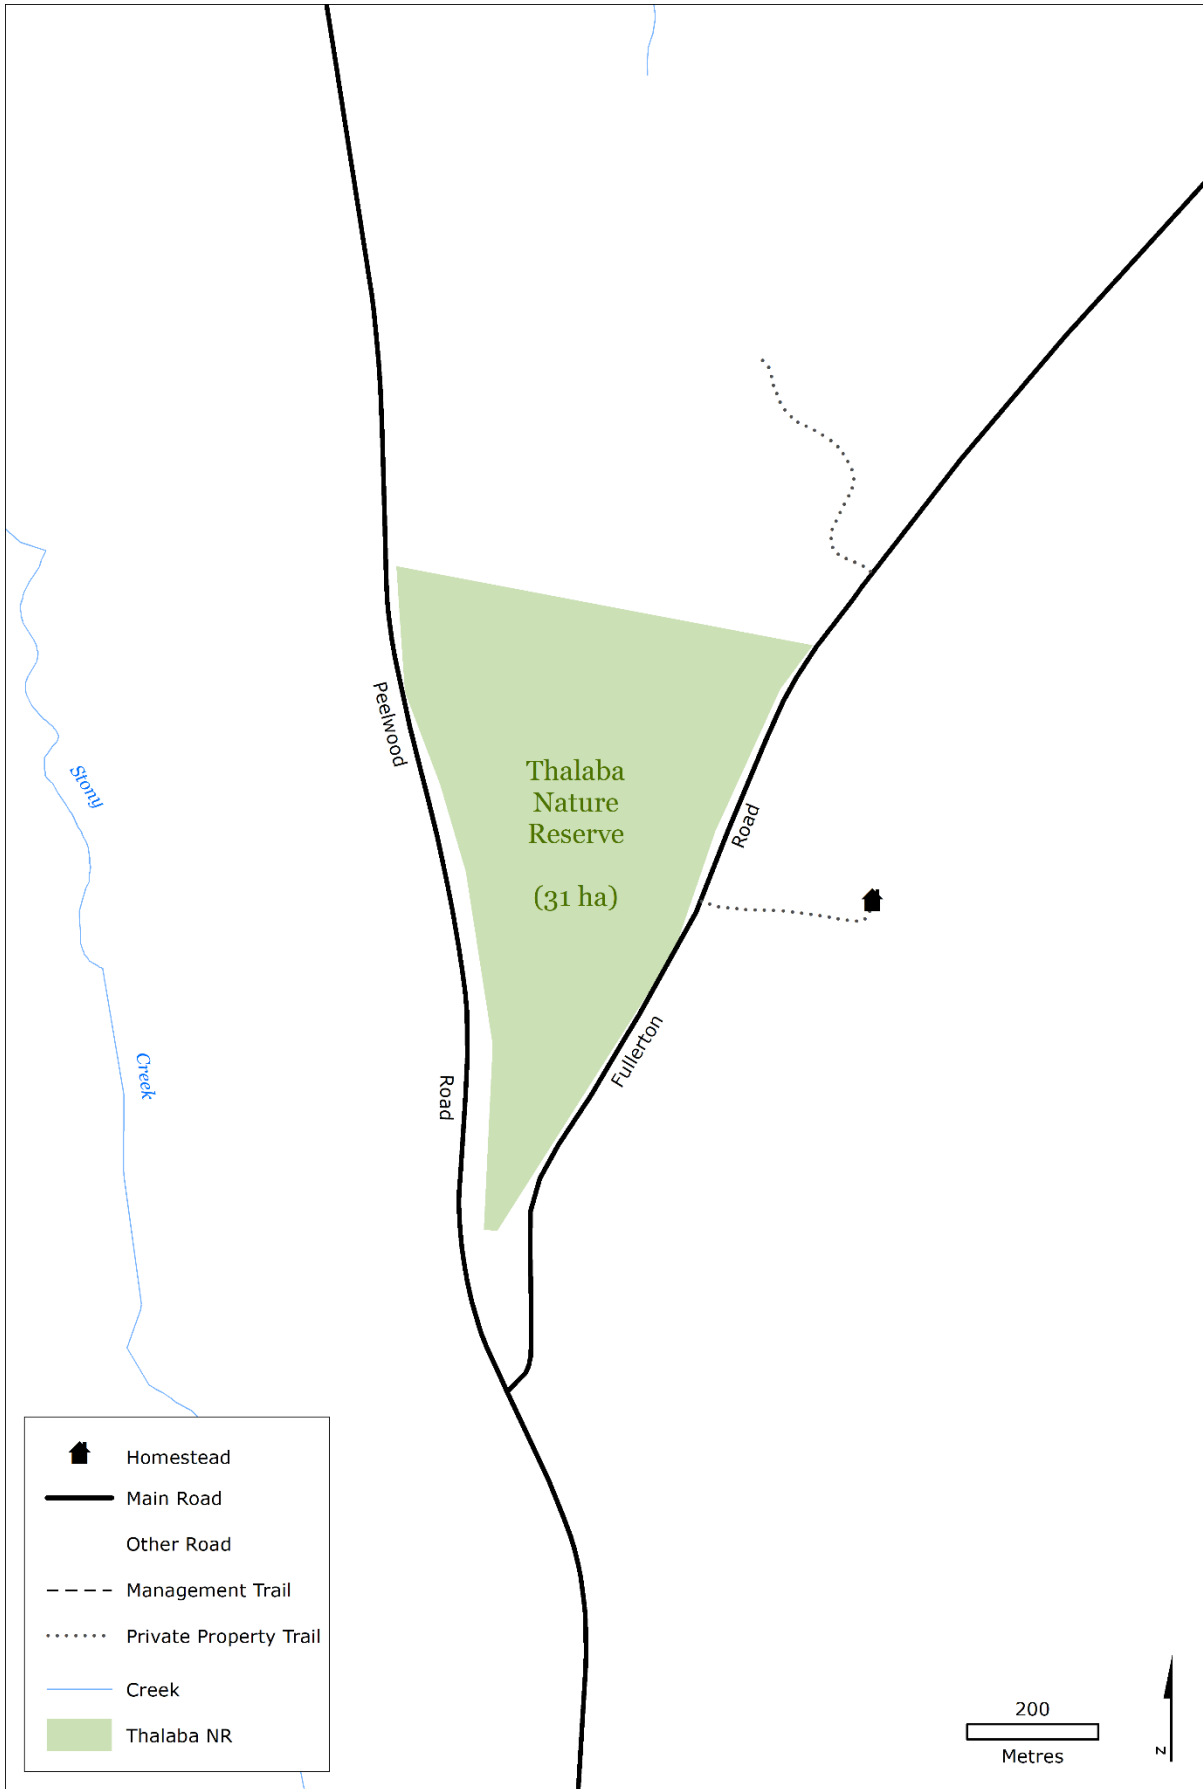 Peelwood
Road
Thalaba
Nature
Reserve
(31 ha)
Road
Fullerton
Stony
Creek
Homestead
Main Road
Other Road
Management Trail
Private Property Trail
Creek
Thalaba NR
200
Metres
N